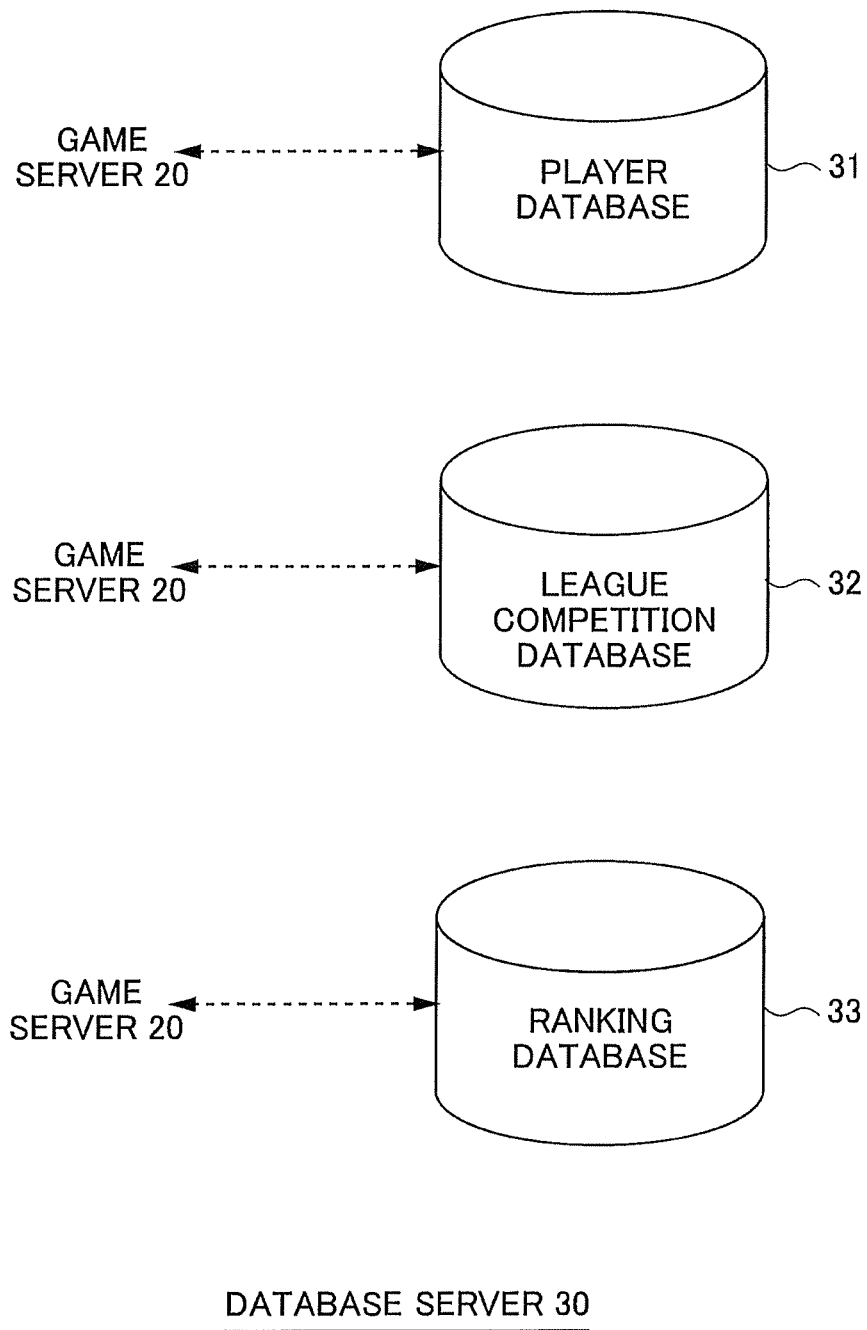 GAME
SERVER 20
PLAYER
DATABASE
31
GAME
SERVER 20
LEAGUE
COMPETITION
DATABASE
32
GAME
SERVER 20
RANKING
DATABASE
33
DATABASE SERVER 30